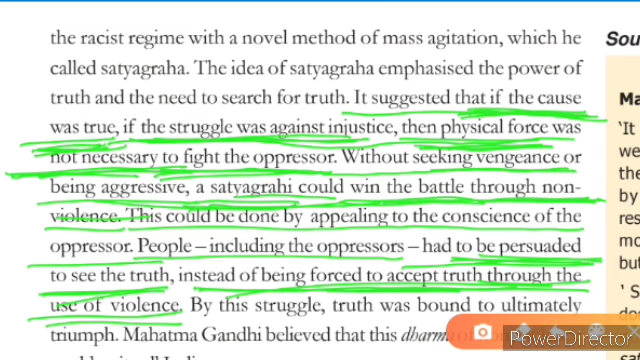 the racist regime with a novel method of mass agitation, which he
called satyagraha. The idea of satyagraha emphasised the power of
truth and the need to search for truth. It suggested that if the cause
was true, if the struggle was against injustice, then physical force was
not necessary to fight the oppressor. Without seeking vengeance or
being aggressive, a satyagrahi could win the battle through non-
violence. This could be done by appealing to the conscience of the
oppressor. People – including the oppressors – had to be persuaded
to see the truth, instead of being forced to accept truth through the
use of violence. By this struggle, truth was bound to ultimately
triumph. Mahatma Gandhi believed that this dharma
Sou
Ma
'It
we
the
by
res
mo
but
' S
PowerDirector